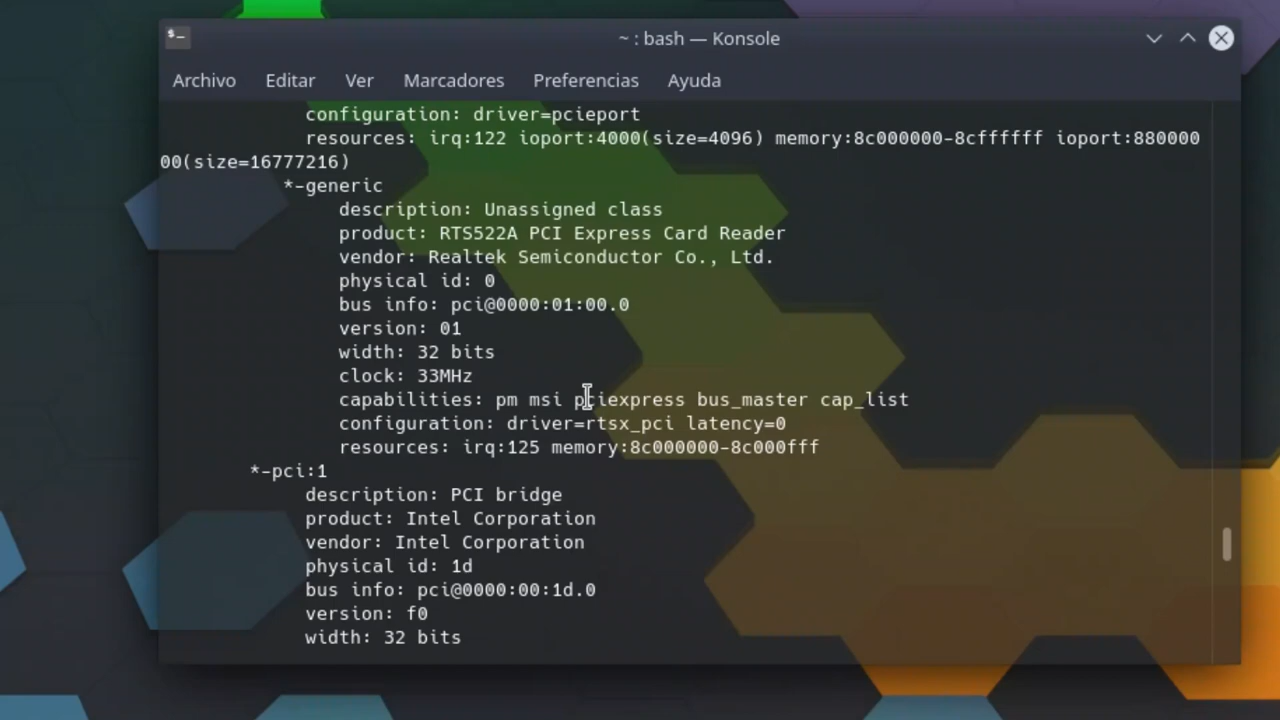 ~ : bash — Konsole
Archivo Editar Ver Marcadores Preferencias Ayuda
configuration: driver=pcieport
resources: irq:122 ioport:4000(size=4096) memory:8c000000-8cffffff ioport:880000
00(size=16777216)
*-generic
description: Unassigned class
product: RTS522A PCI Express Card Reader
vendor: Realtek Semiconductor Co., Ltd.
physical id: 0
bus info: pci@0000:01:00.0
version: 01
width: 32 bits
clock: 33MHz
capabilities: pm msi pciexpress bus_master cap_list
configuration: driver=rtsx_pci latency=0
resources: irq:125 memory:8c000000-8c000fff
*-pci:1
description: PCI bridge
product: Intel Corporation
vendor: Intel Corporation
physical id: 1d
bus info: pci@0000:00:1d.0
version: f0
width: 32 bits